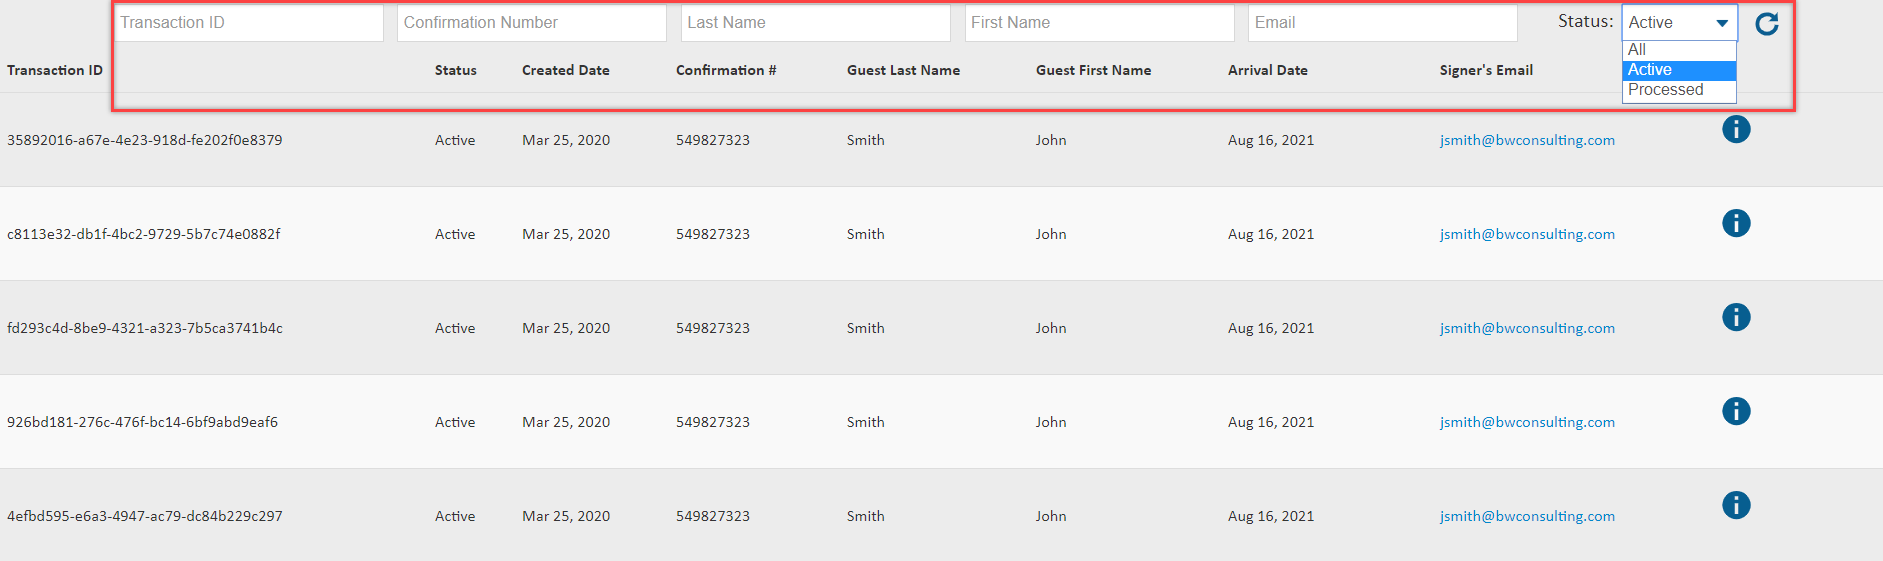 Transaction ID Confirmation Number Last Name First Name Email Status: Active
All
Active
Processed
Transaction ID Status Created Date Confirmation # Guest Last Name Guest First Name Arrival Date Signer's Email
35892016-a67e-4e23-918d-fe202f0e8379 Active Mar 25, 2020 549827323 Smith John Aug 16, 2021 jsmith@bwconsulting.com
c8113e32-db1f-4bc2-9729-5b7c74e0882f Active Mar 25, 2020 549827323 Smith John Aug 16, 2021 jsmith@bwconsulting.com
fd293c4d-8be9-4321-a323-7b5ca3741b4c Active Mar 25, 2020 549827323 Smith John Aug 16, 2021 jsmith@bwconsulting.com
926bd181-276c-476f-bc14-6bf9abd9eaf6 Active Mar 25, 2020 549827323 Smith John Aug 16, 2021 jsmith@bwconsulting.com
4efbd595-e6a3-4947-ac79-dc84b229c297 Active Mar 25, 2020 549827323 Smith John Aug 16, 2021 jsmith@bwconsulting.com